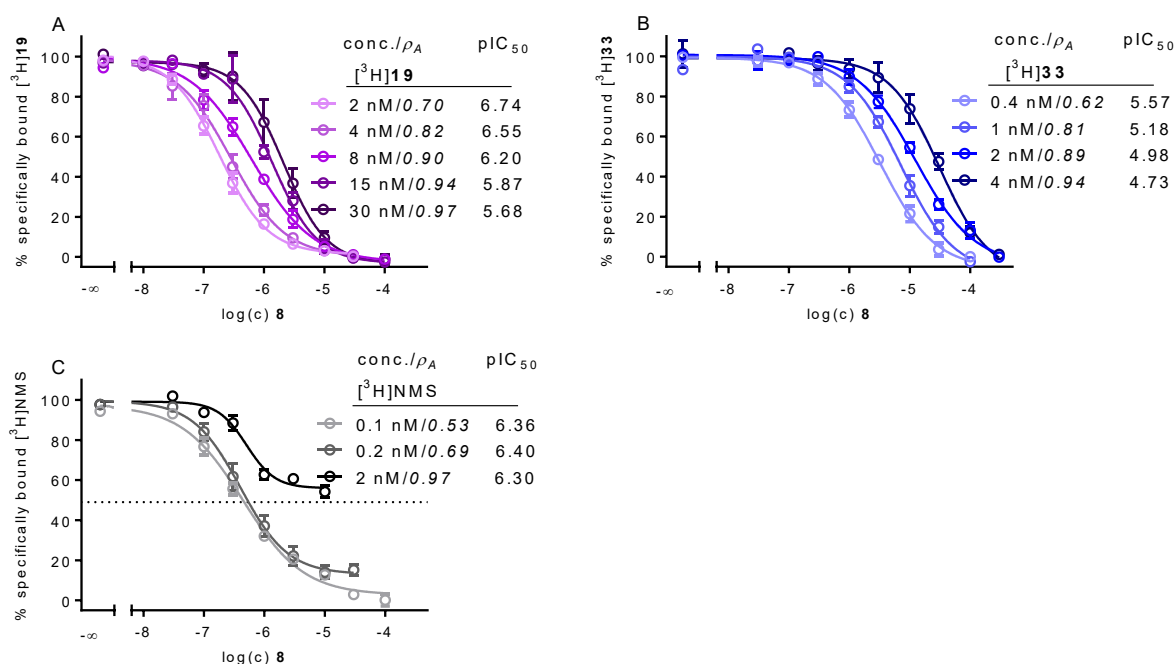 A
conc./ρA pIC50
[³H]19
2 nM/0.70 6.74
4 nM/0.82 6.55
8 nM/0.90 6.20
15 nM/0.94 5.87
30 nM/0.97 5.68
% specifically bound [³H]19
100
80
60
40
20
0
-∞ -8 -7 -6 -5 -4
log(c) 8
B
conc./ρA pIC50
[³H]33
0.4 nM/0.62 5.57
1 nM/0.81 5.18
2 nM/0.89 4.98
4 nM/0.94 4.73
% specifically bound [³H]33
100
80
60
40
20
0
-∞ -8 -7 -6 -5 -4
log(c) 8
C
conc./ρA pIC50
[³H]NMS
0.1 nM/0.53 6.36
0.2 nM/0.69 6.40
2 nM/0.97 6.30
% specifically bound [³H]NMS
100
80
60
40
20
0
-∞ -8 -7 -6 -5 -4
log(c) 8